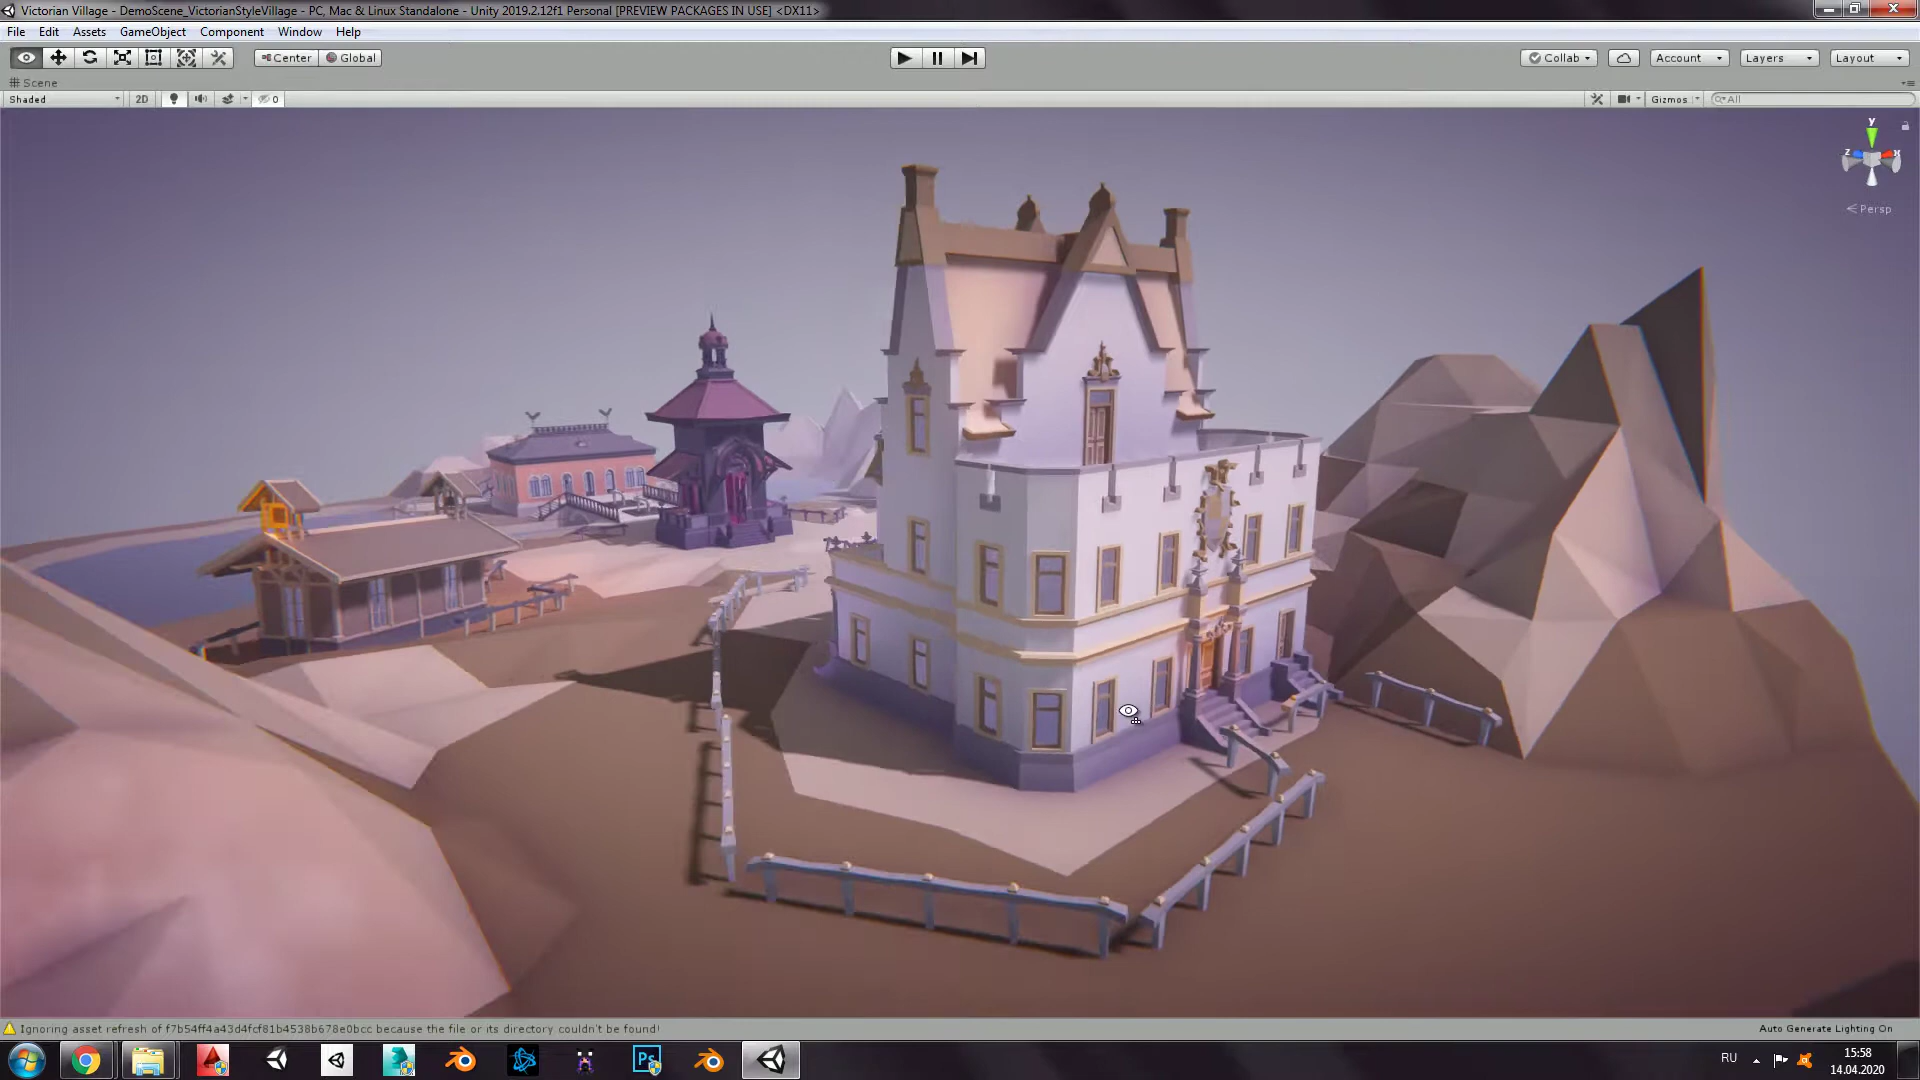 Victorian Village - DemoScene_VictorianStyleVillage - PC, Mac & Linux Standalone - Unity 2019.2.12f1 Personal [PREVIEW PACKAGES IN USE] <DX11>
File Edit Assets GameObject Component Window Help
Center Global Collab Account Layers Layout
Scene
Shaded 2D 0 Gizmos All
y
z x
Persp
Ignoring asset refresh of f7b54ff4a43d4fcf81b4538b678e0bcc because the file or its directory couldn't be found! Auto Generate Lighting On
Ps
RU
15:58
14.04.2020